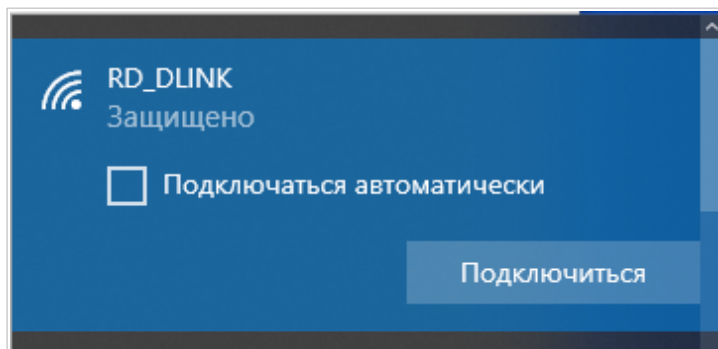 RD_DLINK
Защищено
Подключаться автоматически
Подключиться